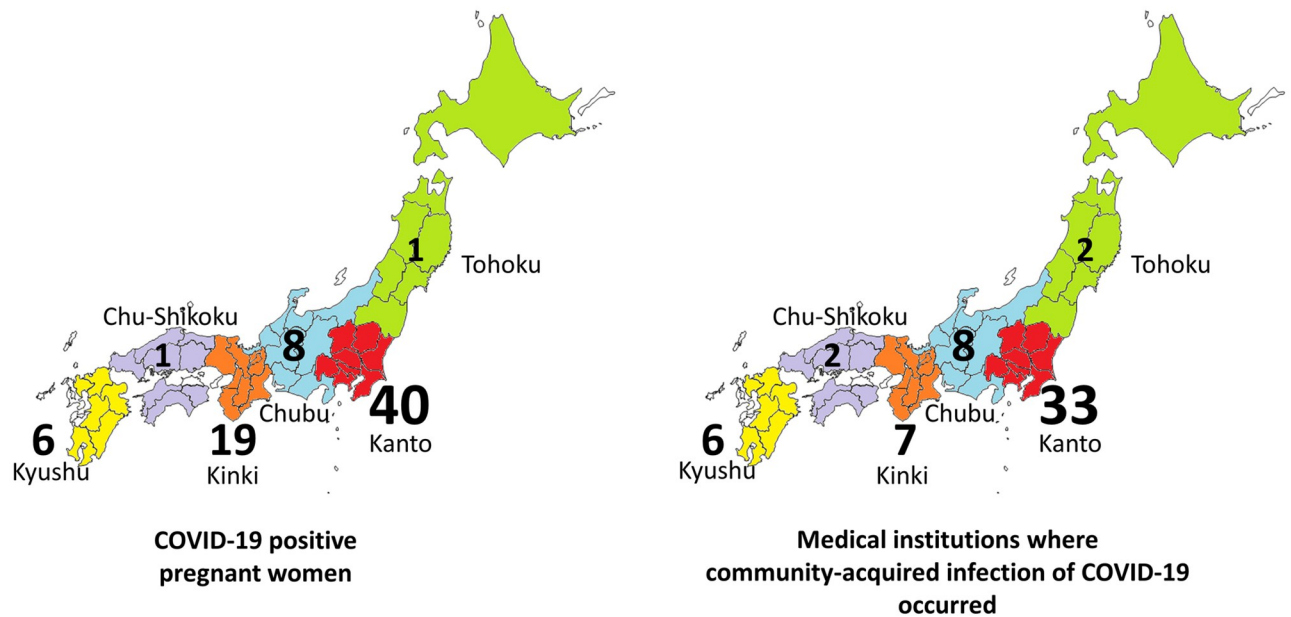 1
Tohoku
Chu-Shikoku
1
8
40
Kanto
Chubu
19
Kinki
6
Kyushu
COVID-19 positive
pregnant women
2
Tohoku
Chu-Shikoku
2
8
33
Kanto
Chubu
7
Kinki
6
Kyushu
Medical institutions where
community-acquired infection of COVID-19
occurred